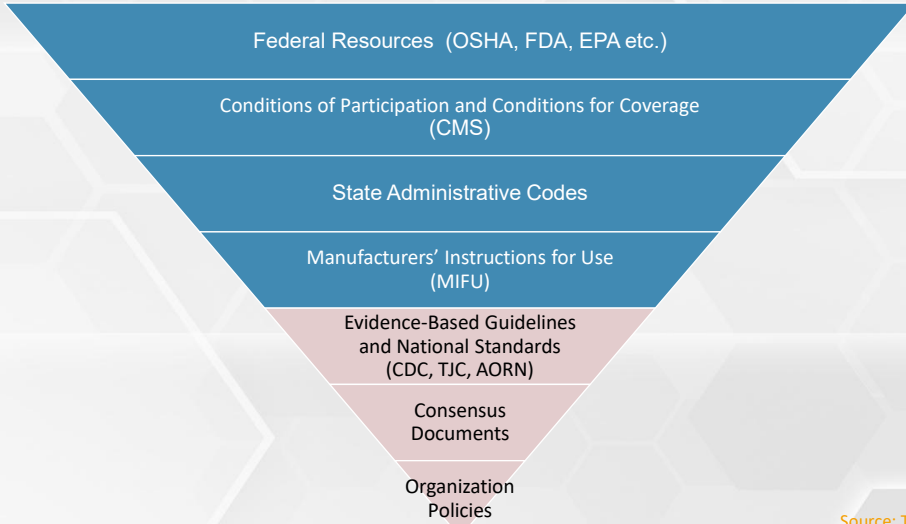 Federal Resources (OSHA, FDA, EPA etc.)
Conditions of Participation and Conditions for Coverage
(CMS)
State Administrative Codes
Manufacturers’ Instructions for Use
(MIFU)
Evidence-Based Guidelines
and National Standards
(CDC, TJC, AORN)
Consensus
Documents
Organization
Policies
Source: